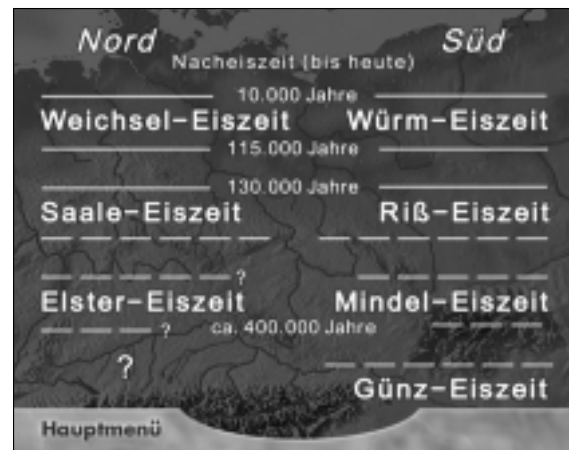 Nord Süd
Nacheiszeit (bis heute)
10.000 Jahre
Weichsel-Eiszeit Würm-Eiszeit
115.000 Jahre
130.000 Jahre
Saale-Eiszeit Riß-Eiszeit
?
Elster-Eiszeit Mindel-Eiszeit
? ca. 400.000 Jahre
?
Günz-Eiszeit
Hauptmenü